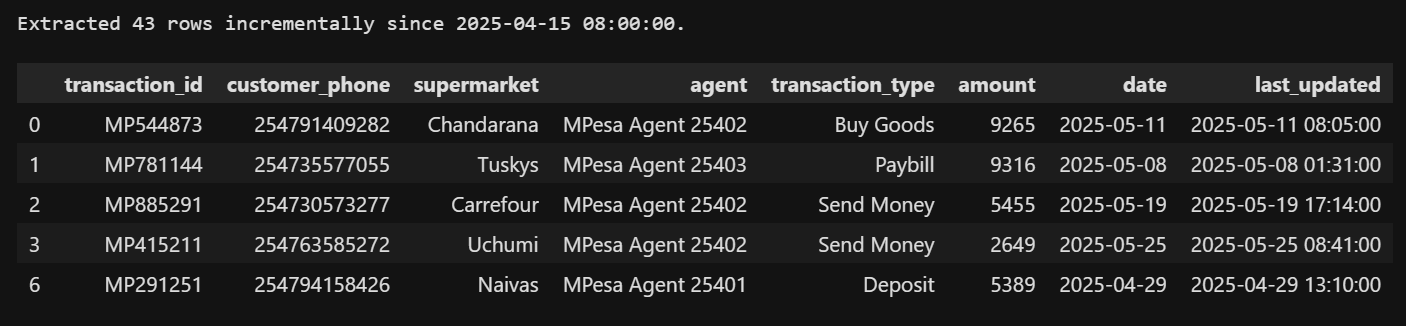 Extracted 43 rows incrementally since 2025-04-15 08:00:00.
transaction_id customer_phone supermarket agent transaction_type amount date last_updated
0 MP544873 254791409282 Chandarana MPesa Agent 25402 Buy Goods 9265 2025-05-11 2025-05-11 08:05:00
1 MP781144 254735577055 Tuskys MPesa Agent 25403 Paybill 9316 2025-05-08 2025-05-08 01:31:00
2 MP885291 254730573277 Carrefour MPesa Agent 25402 Send Money 5455 2025-05-19 2025-05-19 17:14:00
3 MP415211 254763585272 Uchumi MPesa Agent 25402 Send Money 2649 2025-05-25 2025-05-25 08:41:00
6 MP291251 254794158426 Naivas MPesa Agent 25401 Deposit 5389 2025-04-29 2025-04-29 13:10:00